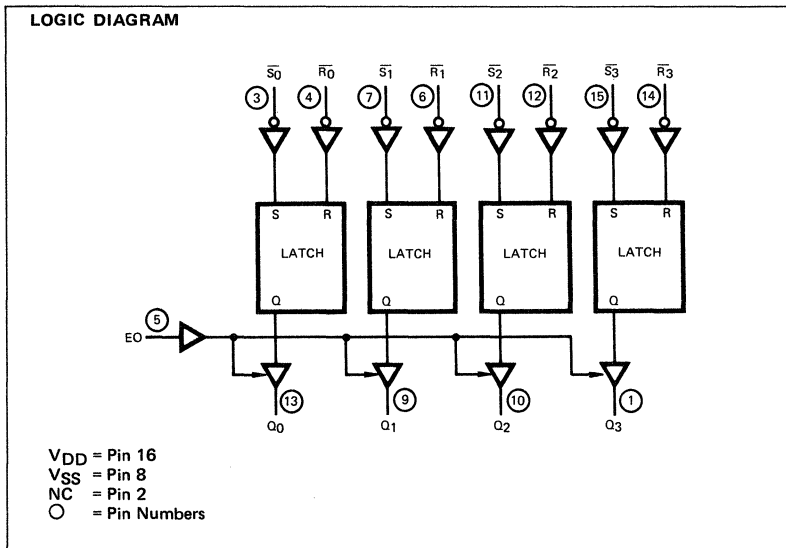 LOGIC DIAGRAM
S̅0 R̅0 S̅1 R̅1 S̅2 R̅2 S̅3 R̅3
3 4 7 6 11 12 15 14
S R S R S R S R
LATCH LATCH LATCH LATCH
Q Q Q Q
5
EO
13 9 10 1
Q0 Q1 Q2 Q3
VDD = Pin 16
VSS = Pin 8
NC = Pin 2
○ = Pin Numbers